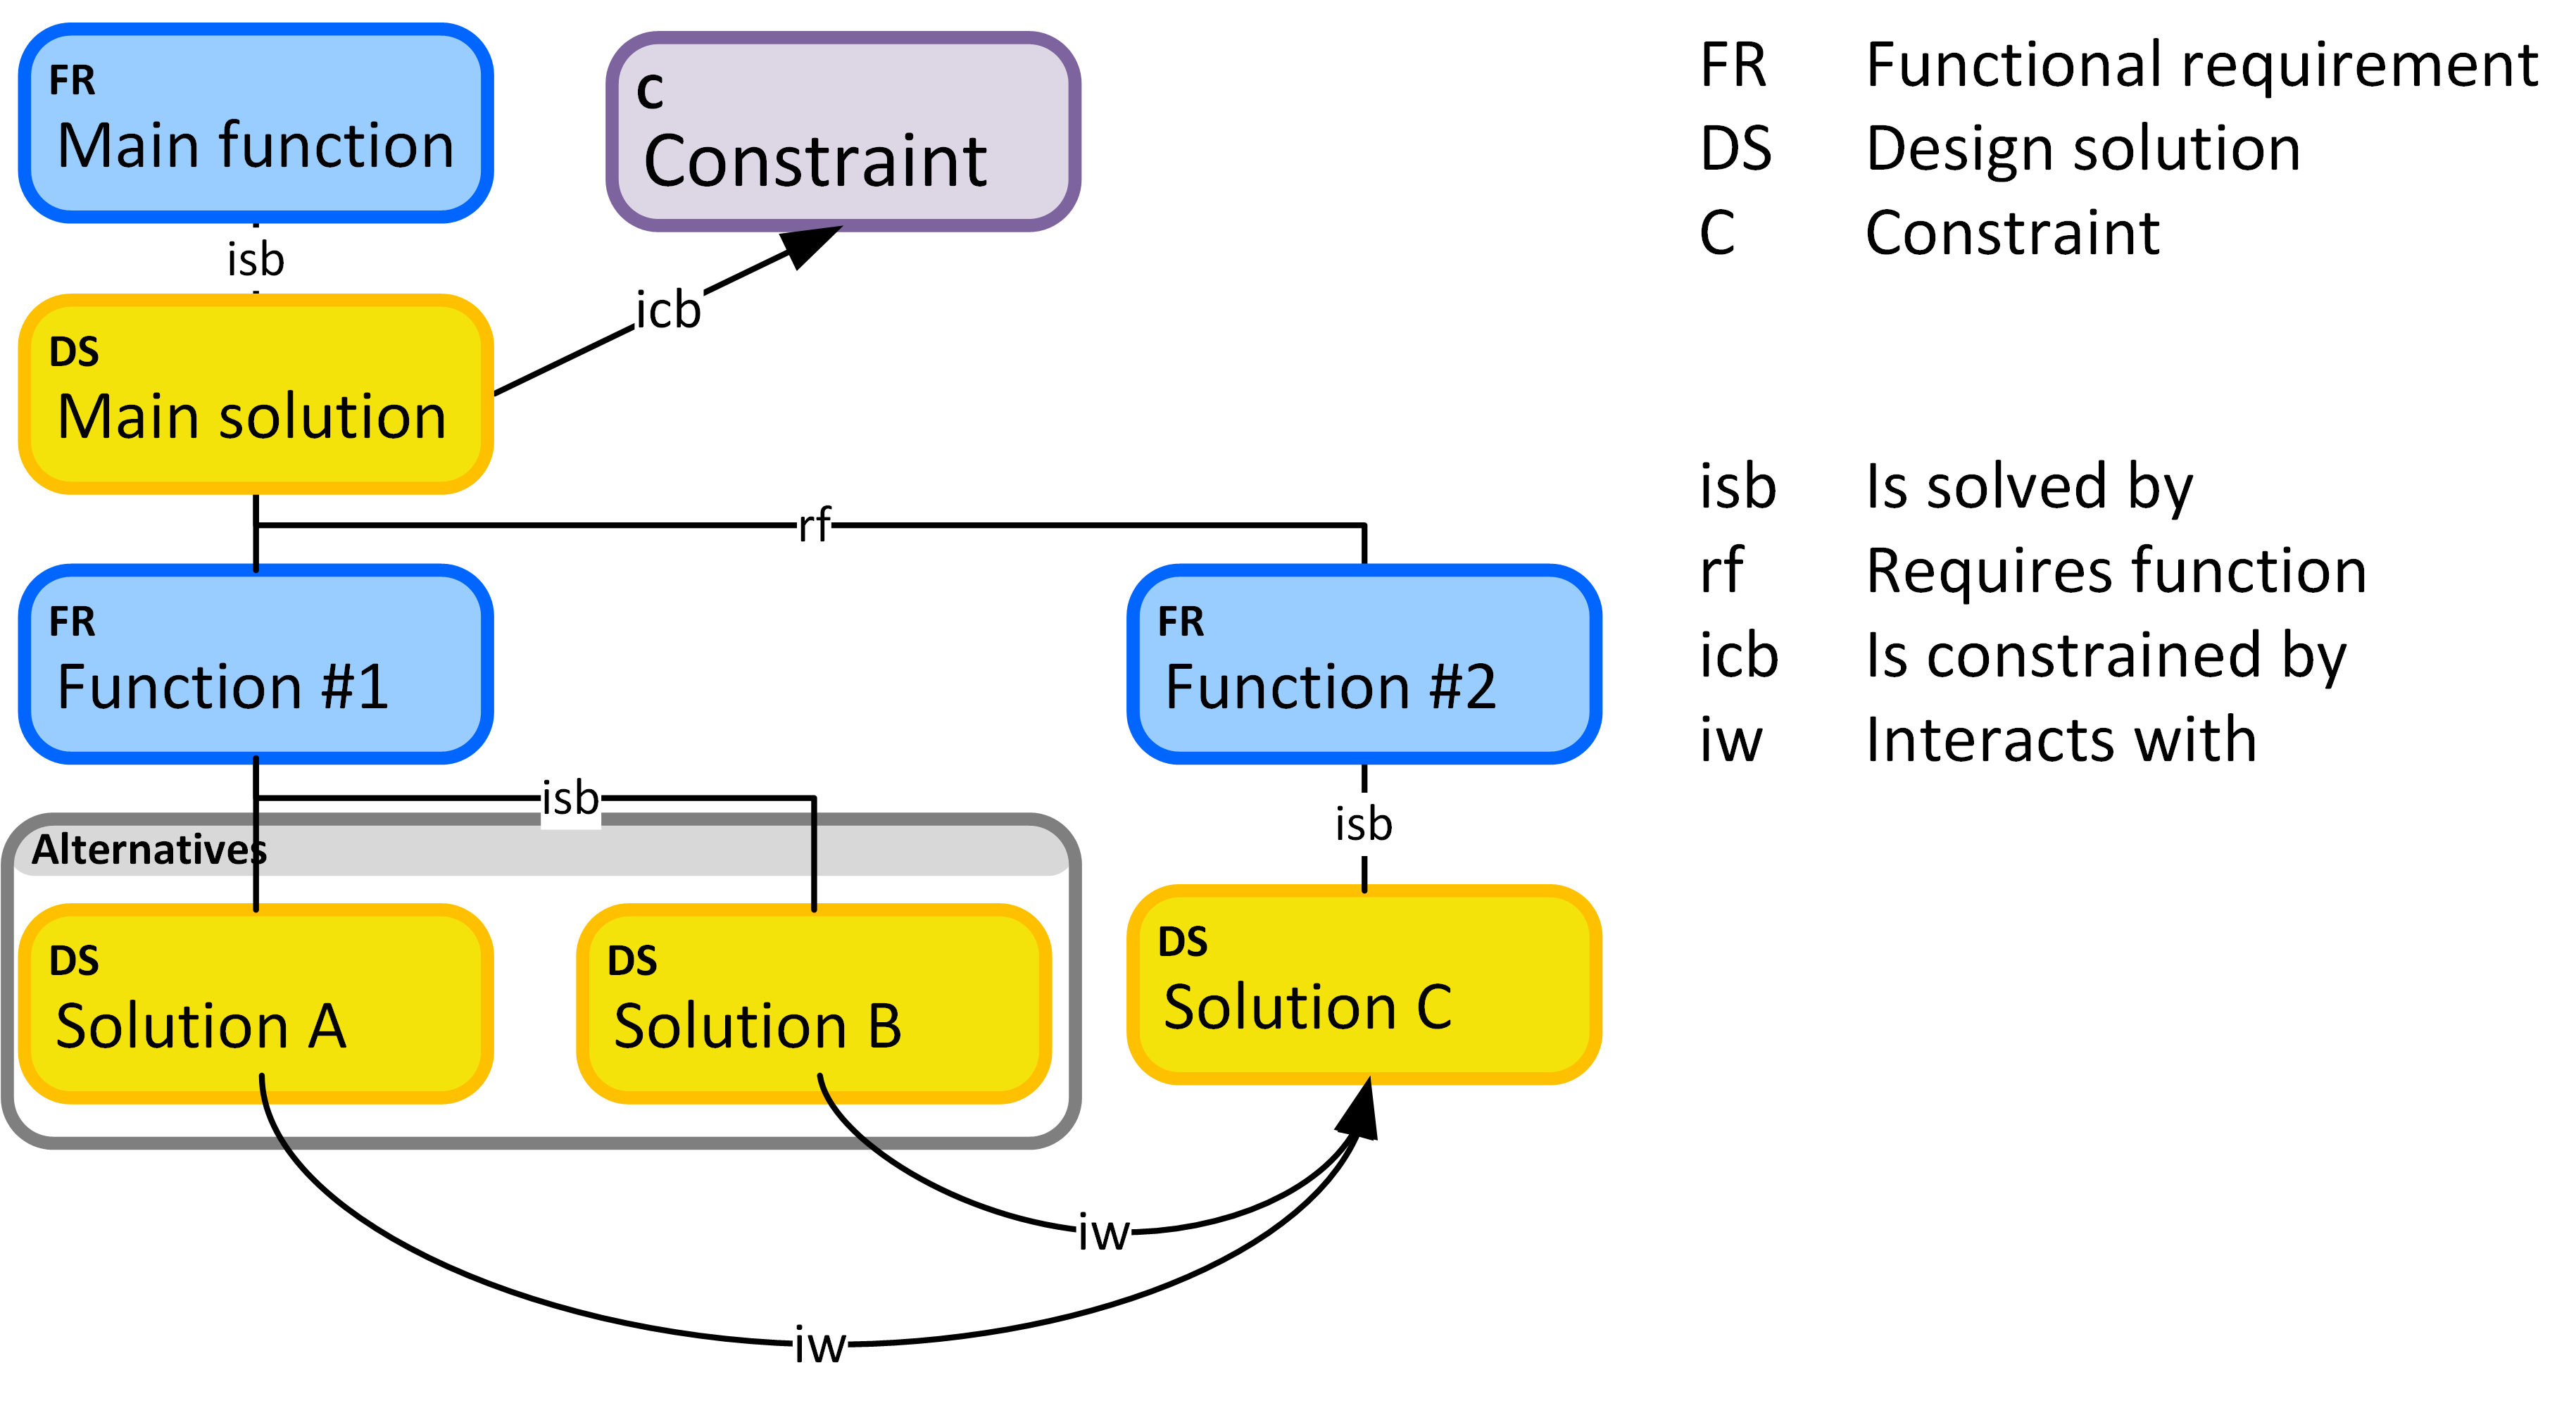 FR
Main function
C
Constraint
isb
DS
Main solution
icb
rf
FR
Function #1
FR
Function #2
isb
isb
Alternatives
DS
Solution A
DS
Solution B
DS
Solution C
iw
iw
FR Functional requirement
DS Design solution
C Constraint
isb Is solved by
rf Requires function
icb Is constrained by
iw Interacts with